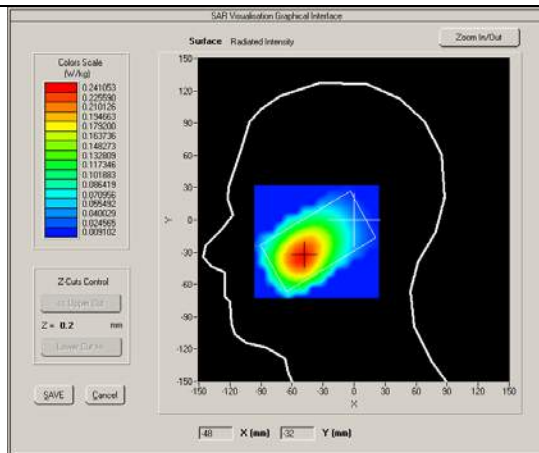 SAR Visualisation Graphical Interface
Surface Radiated Intensity
Zoom In/Out
Colors Scale
(W/kg)
0.241053
0.225590
0.210126
0.194663
0.179200
0.163736
0.148273
0.132809
0.117346
0.101883
0.086419
0.070956
0.055492
0.040029
0.024565
0.009102
Z-Cuts Control
Upper Cut
Z = 0.2 mm
Lower
SAVE
Cancel
150
120
90
60
30
0
-30
-60
-90
-120
-150
Y
-150 -120 -90 -60 -30 0 30 60 90 120 150
X
-48 X (mm) -32 Y (mm)